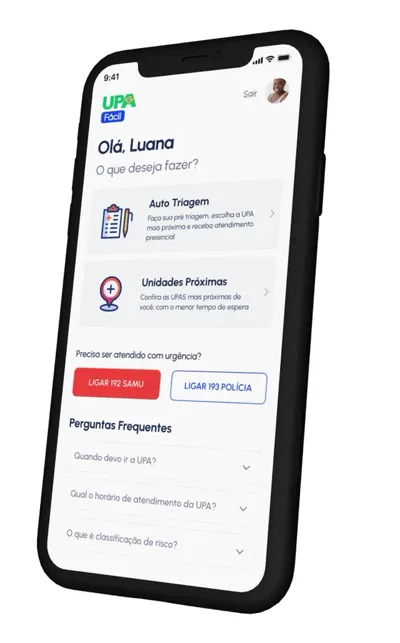 9:41
UPA
Fácil
Sair
Olá, Luana
O que deseja fazer?
Auto Triagem
Faça sua pré triagem, escolha a UPA
mais próxima e receba atendimento
presencial
Unidades Próximas
Confira as UPAS mais próximas de
você, com o menor tempo de espera
Precisa ser atendido com urgência?
LIGAR 192 SAMU
LIGAR 193 POLÍCIA
Perguntas Frequentes
Quando devo ir a UPA?
Qual o horário de atendimento da UPA?
O que é classificação de risco?